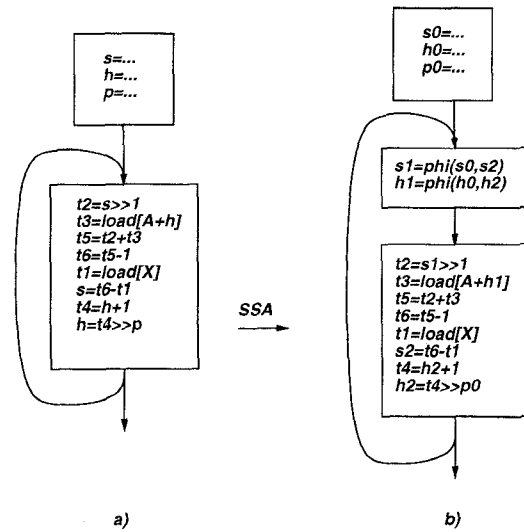 s=...
h=...
p=...
t2=s>>1
t3=load[A+h]
t5=t2+t3
t6=t5-1
t1=load[X]
s=t6-t1
t4=h+1
h=t4>>p
SSA
a)
s0=...
h0=...
p0=...
s1=phi(s0,s2)
h1=phi(h0,h2)
t2=s1>>1
t3=load[A+h1]
t5=t2+t3
t6=t5-1
t1=load[X]
s2=t6-t1
t4=h2+1
h2=t4>>p0
b)